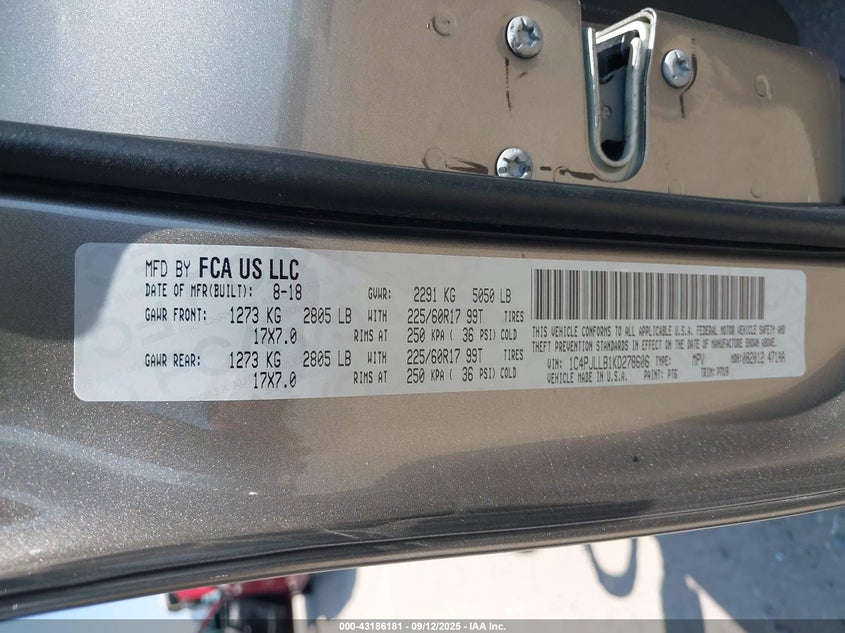 MFD BY FCA US LLC
DATE OF MFR(BUILT): 8-18 GVWR: 2291 KG 5050 LB
GAWR FRONT: 1273 KG 2805 LB WITH 225/60R17 99T TIRES
17X7.0 RIMS AT 250 KPA ( 36 PSI) COLD
GAWR REAR: 1273 KG 2805 LB WITH 225/60R17 99T TIRES
17X7.0 RIMS AT 250 KPA ( 36 PSI) COLD
THIS VEHICLE CONFORMS TO ALL APPLICABLE U.S.A. FEDERAL MOTOR VEHICLE SAFETY AND
THEFT PREVENTION STANDARDS IN EFFECT ON THE DATE OF MANUFACTURE SHOWN ABOVE.
VIN: 1C4PJLLB1KD278606 TYPE: MPV MDH: 082012 471AA
VEHICLE MADE IN U.S.A. PAINT: PTG TRIM: P7X9
000-43186181 - 09/12/2025 - IAA Inc.